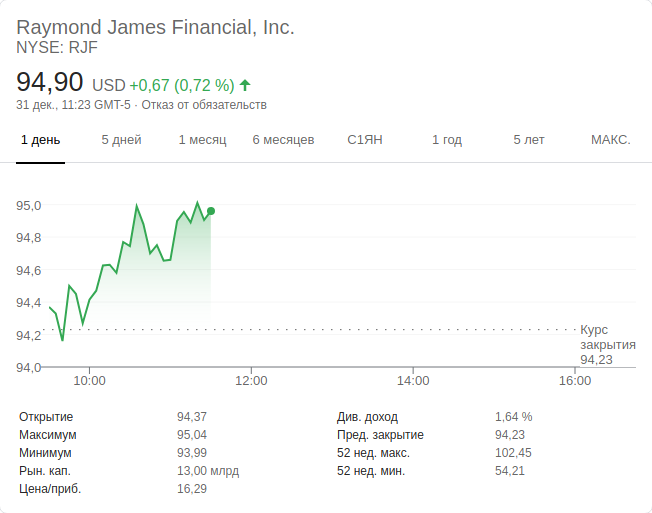 Raymond James Financial, Inc.
NYSE: RJF
94,90 USD +0,67 (0,72 %)
31 дек., 11:23 GMT-5 · Отказ от обязательств
1 день 5 дней 1 месяц 6 месяцев С1ЯН 1 год 5 лет МАКС.
95,0
94,8
94,6
94,4
94,2
94,0
Курс
закрытия
94,23
10:00 12:00 14:00 16:00
Открытие 94,37
Максимум 95,04
Минимум 93,99
Рын. кап. 13,00 млрд
Цена/приб. 16,29
Див. доход 1,64 %
Пред. закрытие 94,23
52 нед. макс. 102,45
52 нед. мин. 54,21